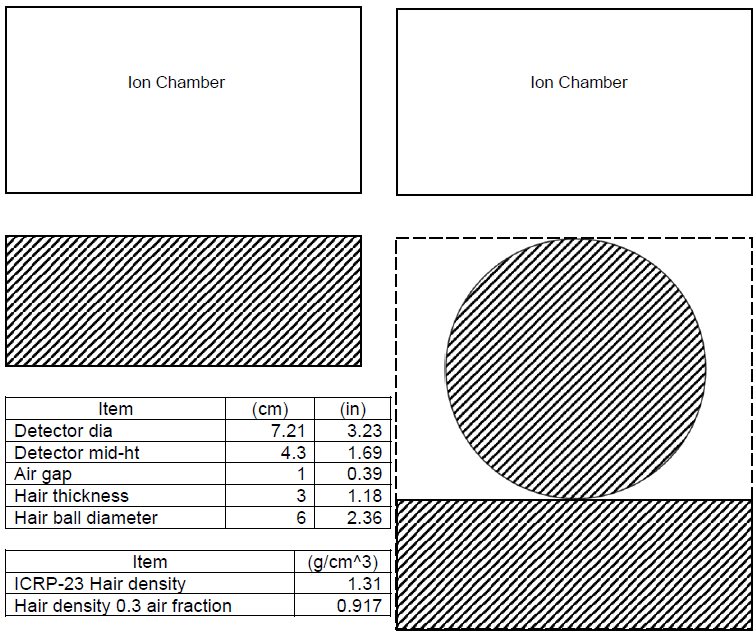 Ion Chamber
Ion Chamber
Item (cm) (in)
Detector dia 7.21 3.23
Detector mid-ht 4.3 1.69
Air gap 1 0.39
Hair thickness 3 1.18
Hair ball diameter 6 2.36
Item (g/cm^3)
ICRP-23 Hair density 1.31
Hair density 0.3 air fraction 0.917